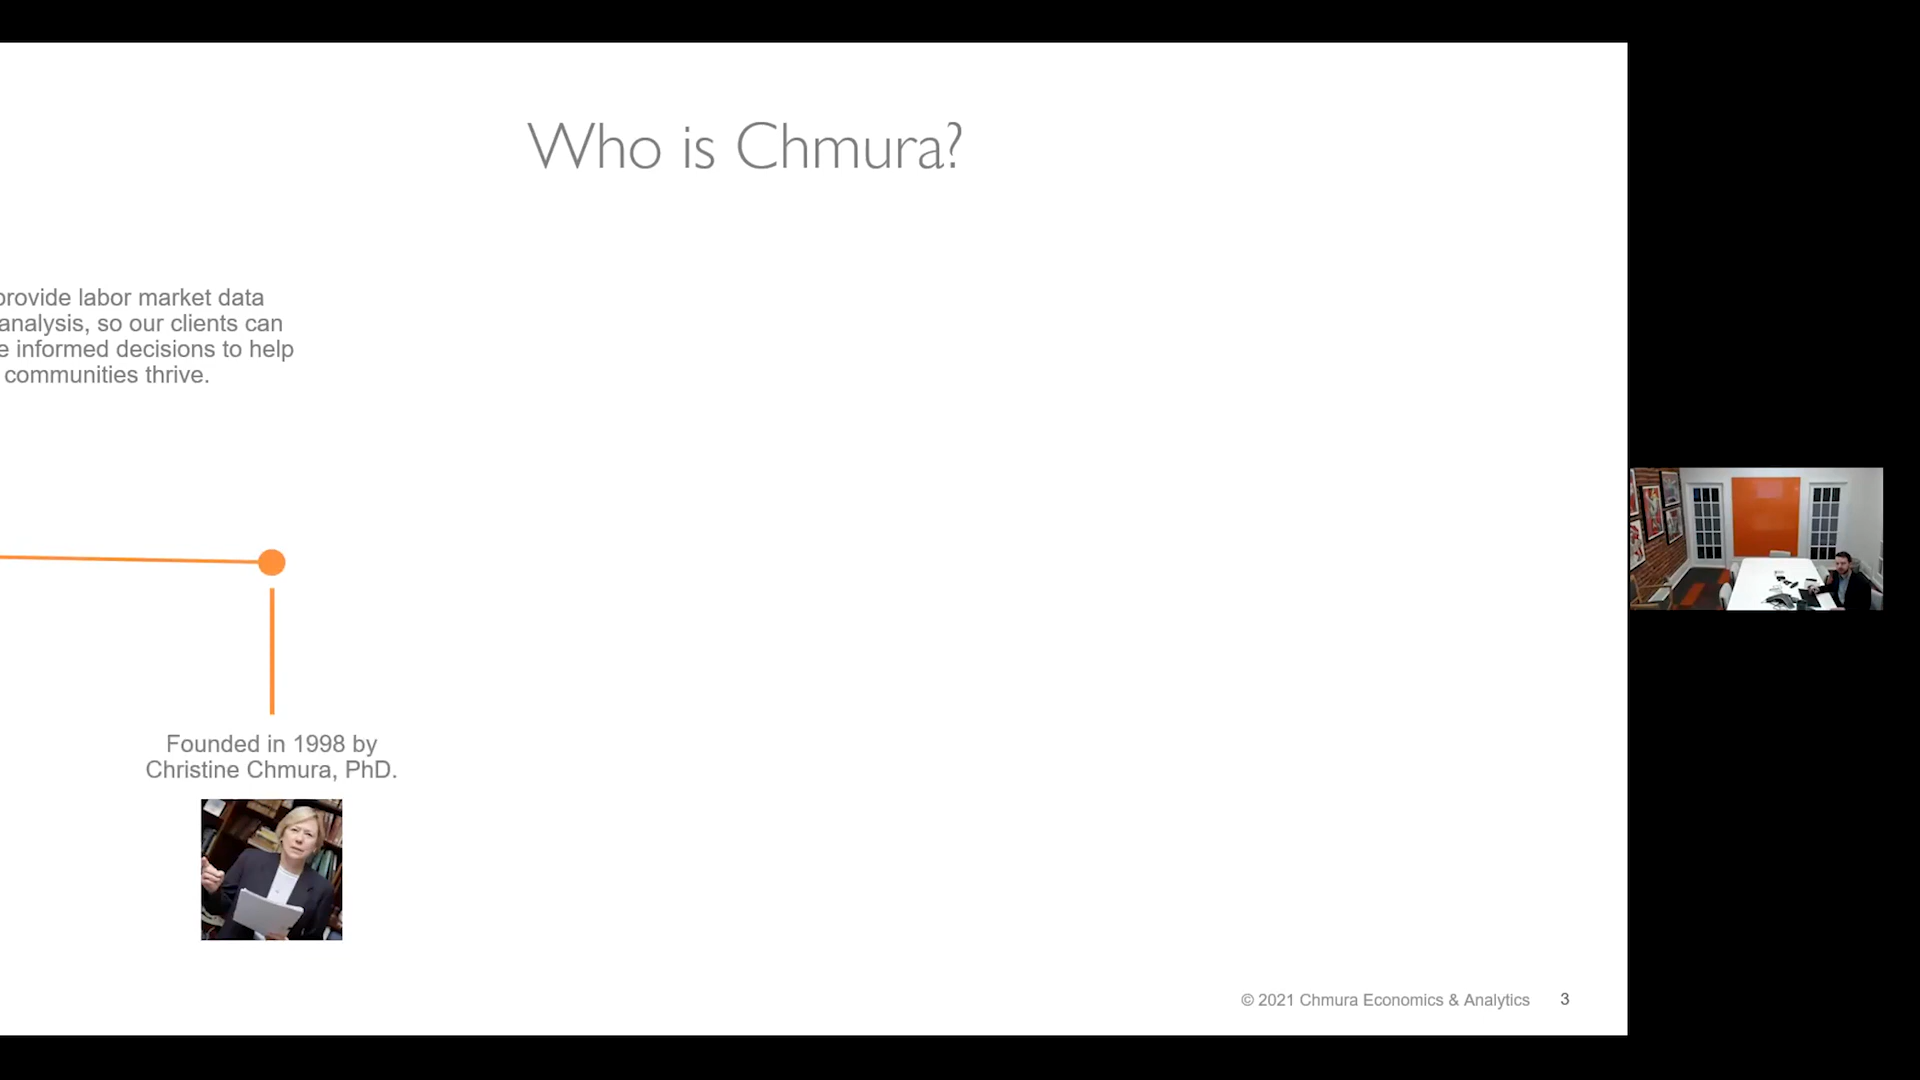 Who is Chmura?
provide labor market data
analysis, so our clients can
e informed decisions to help
communities thrive.
Founded in 1998 by
Christine Chmura, PhD.
© 2021 Chmura Economics & Analytics 3